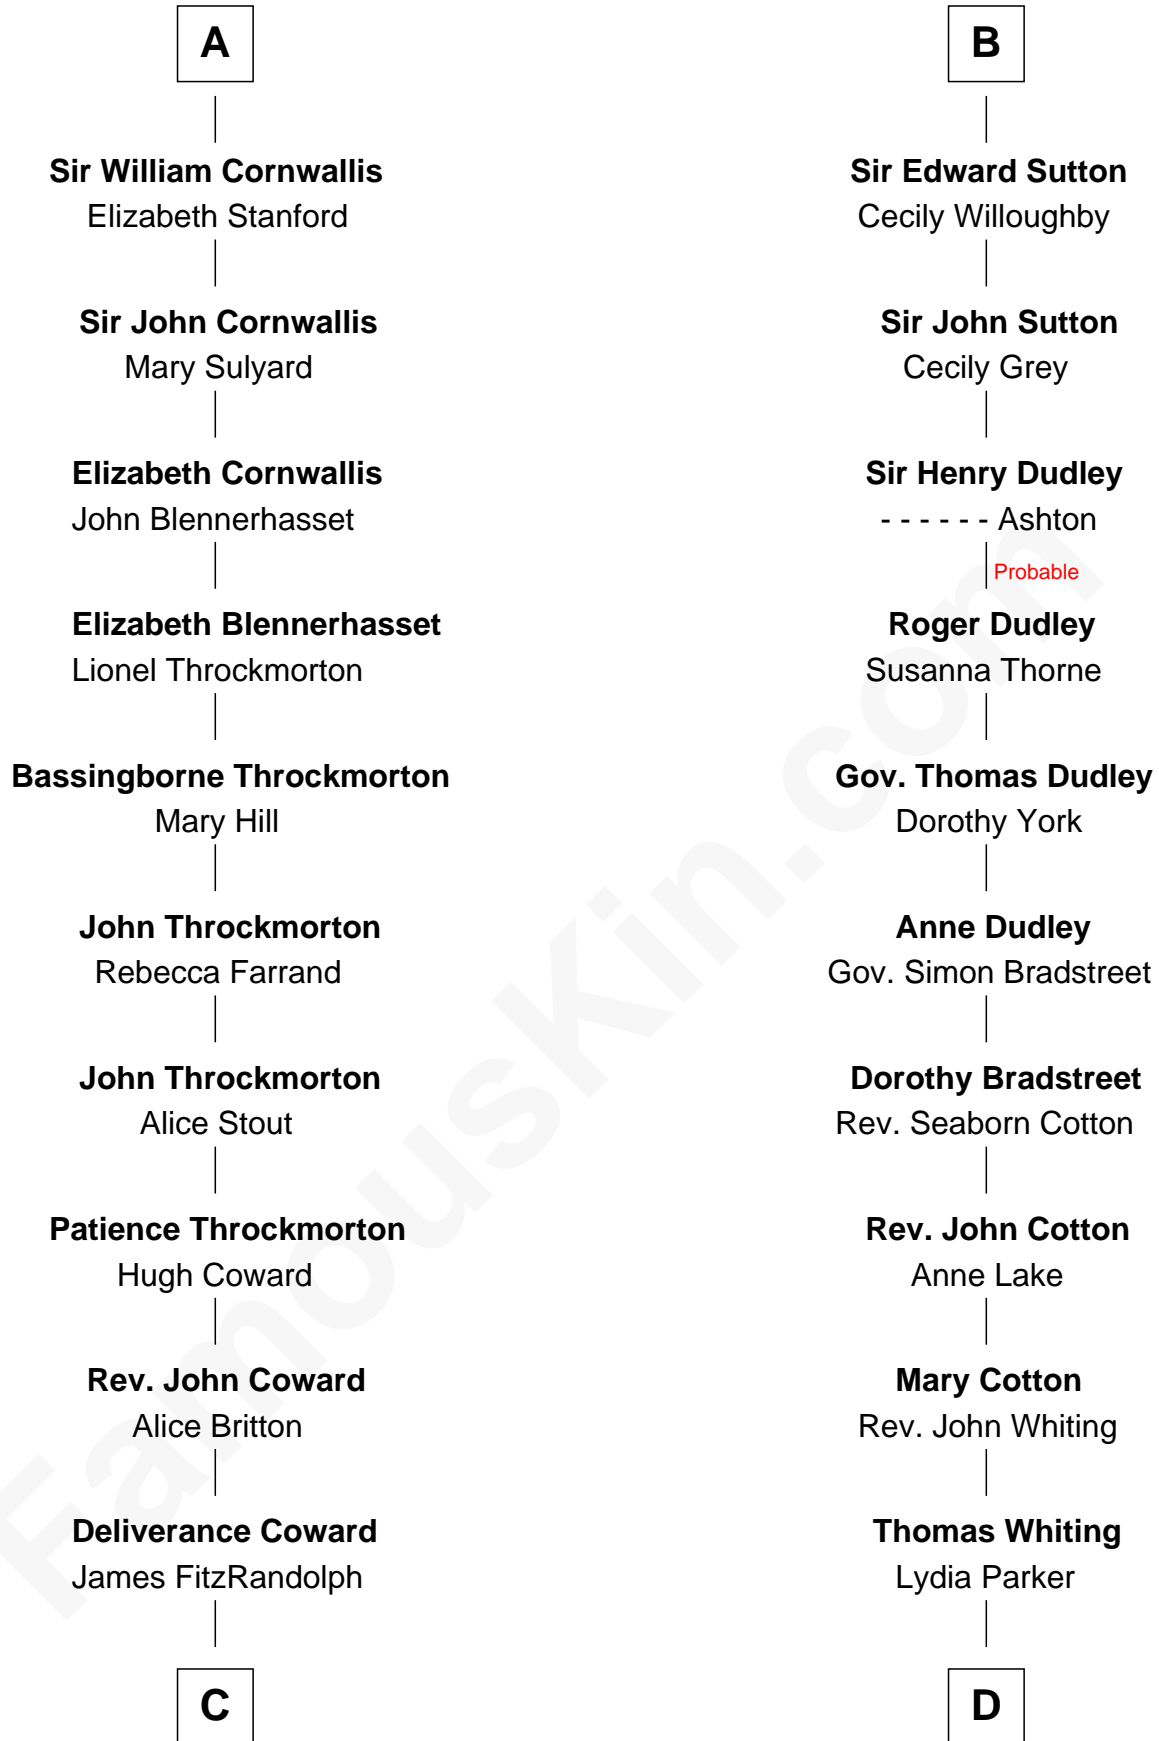 A
Sir William Cornwallis
Elizabeth Stanford
Sir John Cornwallis
Mary Sulyard
Elizabeth Cornwallis
John Blennerhasset
Elizabeth Blennerhasset
Lionel Throckmorton
Bassingborne Throckmorton
Mary Hill
John Throckmorton
Rebecca Farrand
John Throckmorton
Alice Stout
Patience Throckmorton
Hugh Coward
Rev. John Coward
Alice Britton
Deliverance Coward
James FitzRandolph
C
B
Sir Edward Sutton
Cecily Willoughby
Sir John Sutton
Cecily Grey
Sir Henry Dudley
- - - - - - Ashton
Probable
Roger Dudley
Susanna Thorne
Gov. Thomas Dudley
Dorothy York
Anne Dudley
Gov. Simon Bradstreet
Dorothy Bradstreet
Rev. Seaborn Cotton
Rev. John Cotton
Anne Lake
Mary Cotton
Rev. John Whiting
Thomas Whiting
Lydia Parker
D
FamousKin.com